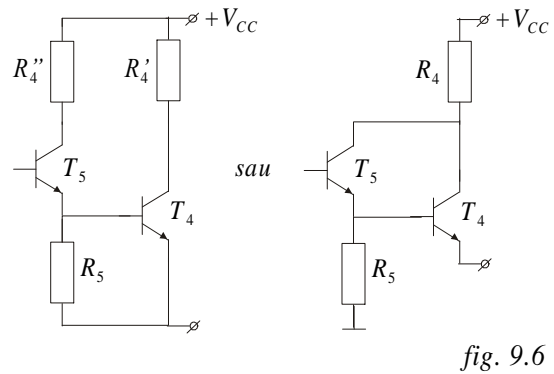 +V_CC
R_4''
R_4'
T_5
T_4
R_5
sau
+V_CC
R_4
T_5
T_4
R_5
fig. 9.6